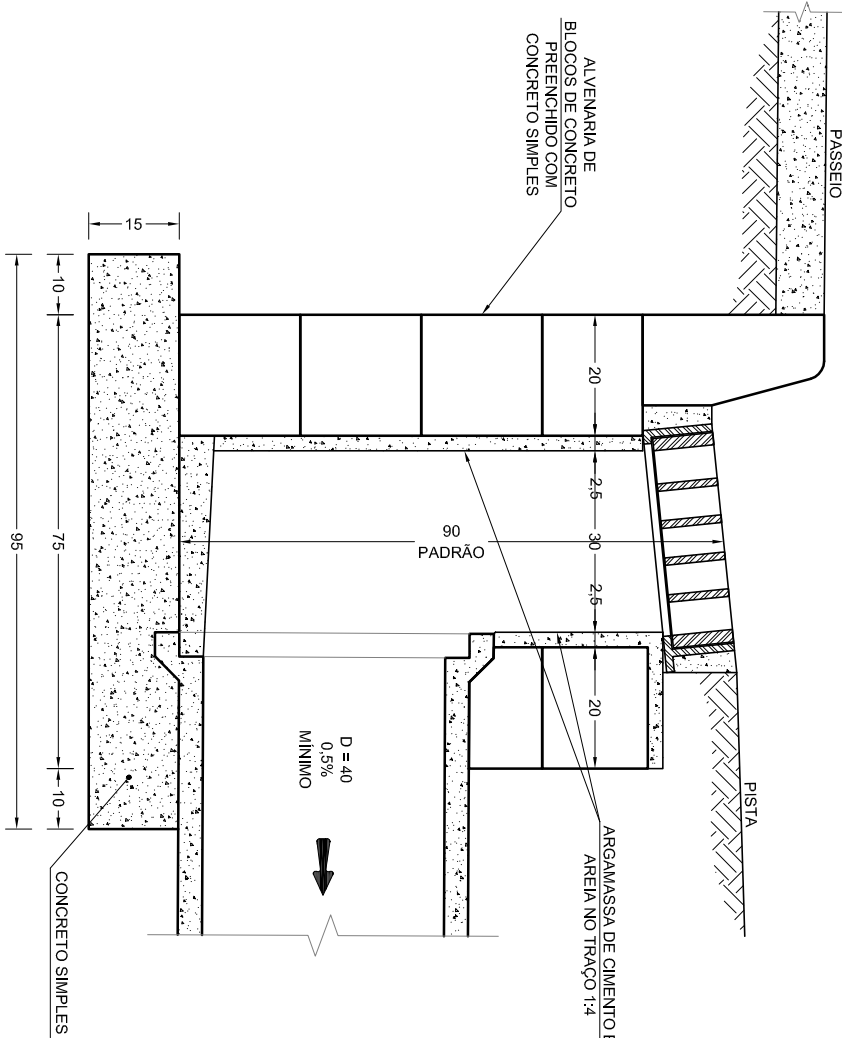 PASSEIO
ALVENARIA DE
BLOCOS DE CONCRETO
PREENCHIDO COM
CONCRETO SIMPLES
15
10
75
10
95
20
2,5
30
2,5
20
90
PADRÃO
D = 40
0,5%
MÍNIMO
PISTA
ARGAMASSA DE CIMENTO E
AREIA NO TRAÇO 1:4
CONCRETO SIMPLES